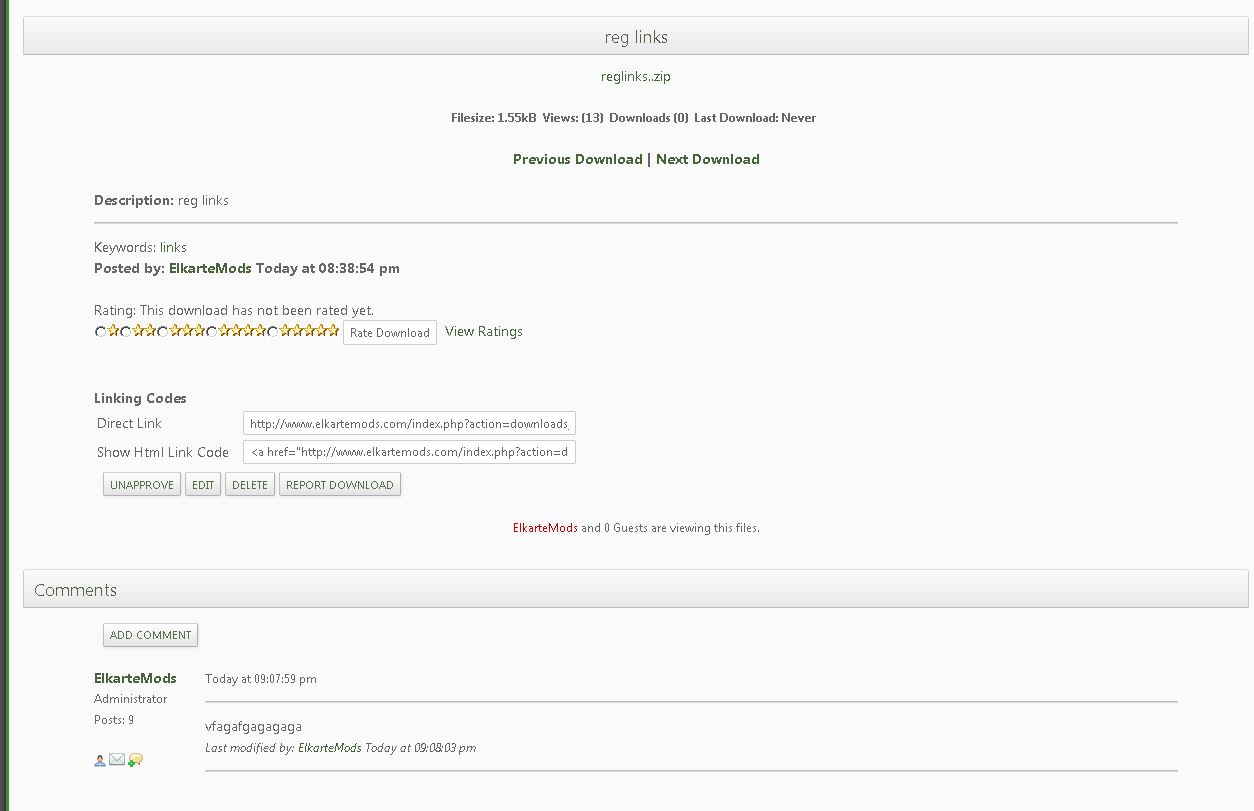 reg links
reglinks..zip
Filesize: 1.55kB Views: (13) Downloads (0) Last Download: Never
Previous Download | Next Download
Description: reg links
Keywords: links
Posted by: ElkarteMods Today at 08:38:54 pm
Rating: This download has not been rated yet.
Rate Download View Ratings
Linking Codes
Direct Link http://www.elkartemods.com/index.php?action=downloads_
Show Html Link Code <a href="http://www.elkartemods.com/index.php?action=d
UNAPPROVE EDIT DELETE REPORT DOWNLOAD
ElkarteMods and 0 Guests are viewing this files.
Comments
ADD COMMENT
ElkarteMods Today at 09:07:59 pm
Administrator
Posts: 9
vfagafgagagaga
Last modified by: ElkarteMods Today at 09:08:03 pm